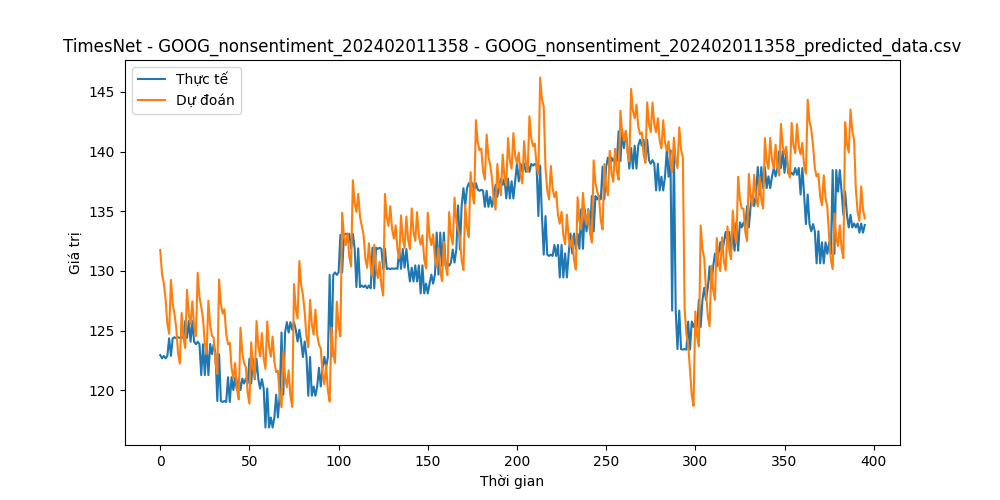 TimesNet - GOOG_nonsentiment_202402011358 - GOOG_nonsentiment_202402011358_predicted_data.csv
Thực tế
Dự đoán
Giá trị
145
140
135
130
125
120
0 50 100 150 200 250 300 350 400
Thời gian